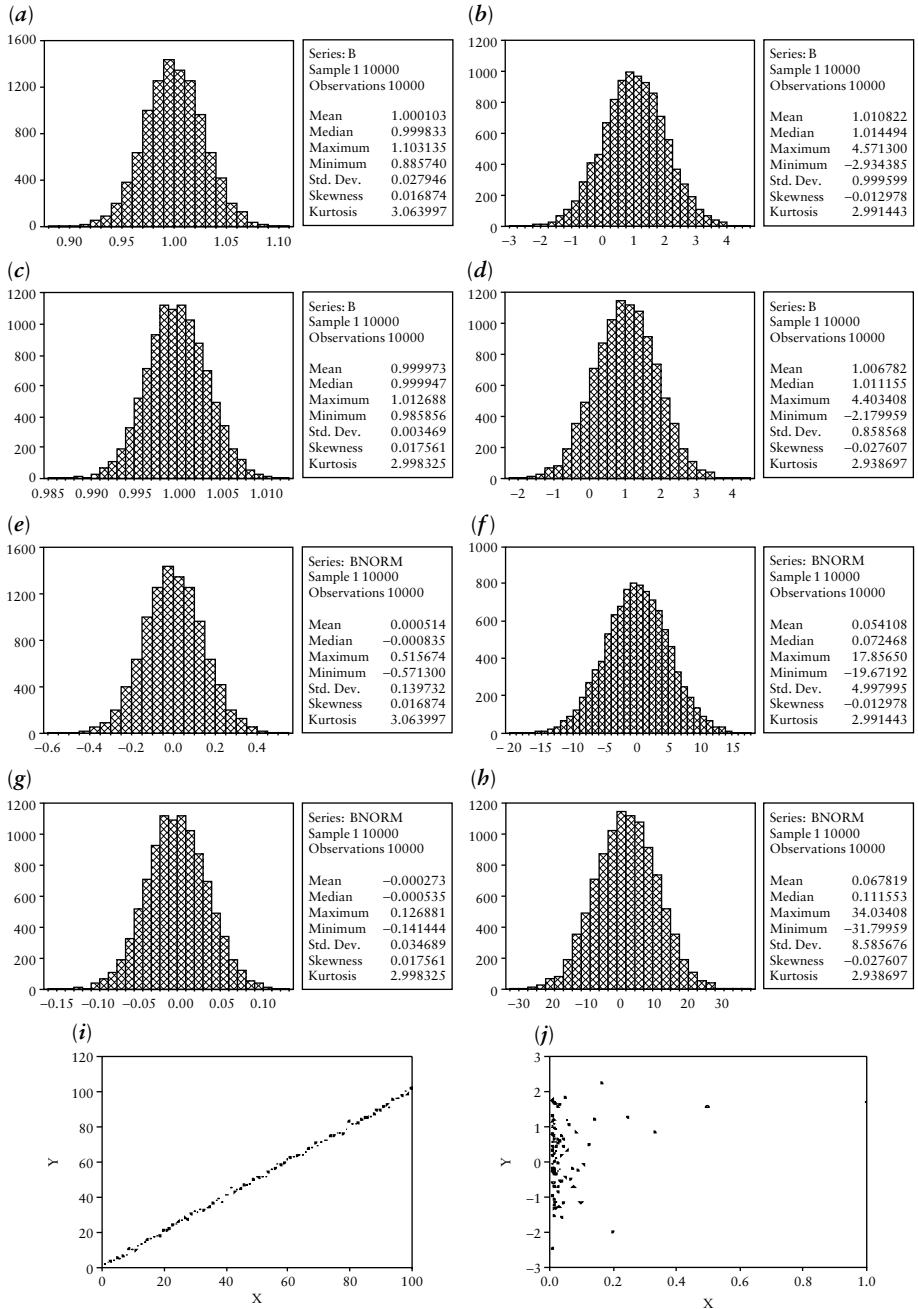 (a)
1600
1200
800
400
0
0.90 0.95 1.00 1.05 1.10
Series: B
Sample 1 10000
Observations 10000
Mean 1.000103
Median 0.999833
Maximum 1.103135
Minimum 0.885740
Std. Dev. 0.027946
Skewness 0.016874
Kurtosis 3.063997
(b)
1200
1000
800
600
400
200
0
−3 −2 −1 0 1 2 3 4
Series: B
Sample 1 10000
Observations 10000
Mean 1.010822
Median 1.014494
Maximum 4.571300
Minimum −2.934385
Std. Dev. 0.999599
Skewness −0.012978
Kurtosis 2.991443
(c)
1200
1000
800
600
400
200
0
0.985 0.990 0.995 1.000 1.005 1.010
Series: B
Sample 1 10000
Observations 10000
Mean 0.999973
Median 0.999947
Maximum 1.012688
Minimum 0.985856
Std. Dev. 0.003469
Skewness 0.017561
Kurtosis 2.998325
(d)
1200
1000
800
600
400
200
0
−2 −1 0 1 2 3 4
Series: B
Sample 1 10000
Observations 10000
Mean 1.006782
Median 1.011155
Maximum 4.403408
Minimum −2.179959
Std. Dev. 0.858568
Skewness −0.027607
Kurtosis 2.938697
(e)
1600
1200
800
400
0
−0.6 −0.4 −0.2 0.0 0.2 0.4
Series: BNORM
Sample 1 10000
Observations 10000
Mean 0.000514
Median −0.000835
Maximum 0.515674
Minimum −0.571300
Std. Dev. 0.139732
Skewness 0.016874
Kurtosis 3.063997
(f)
1000
800
600
400
200
0
−20 −15 −10 −5 0 5 10 15
Series: BNORM
Sample 1 10000
Observations 10000
Mean 0.054108
Median 0.072468
Maximum 17.85650
Minimum −19.67192
Std. Dev. 4.997995
Skewness −0.012978
Kurtosis 2.991443
(g)
1200
1000
800
600
400
200
0
−0.15 −0.10 −0.05 0.00 0.05 0.10
Series: BNORM
Sample 1 10000
Observations 10000
Mean −0.000273
Median −0.000535
Maximum 0.126881
Minimum −0.141444
Std. Dev. 0.034689
Skewness 0.017561
Kurtosis 2.998325
(h)
1200
1000
800
600
400
200
0
−30 20 −10 0 10 20 30
Series: BNORM
Sample 1 10000
Observations 10000
Mean 0.067819
Median 0.111553
Maximum 34.03408
Minimum −31.79959
Std. Dev. 8.585676
Skewness −0.027607
Kurtosis 2.938697
(i)
120
100
80
60
40
20
0
Y
0 20 40 60 80 100
X
(j)
3
2
1
0
−1
−2
−3
Y
0.0 0.2 0.4 0.6 0.8 1.0
X